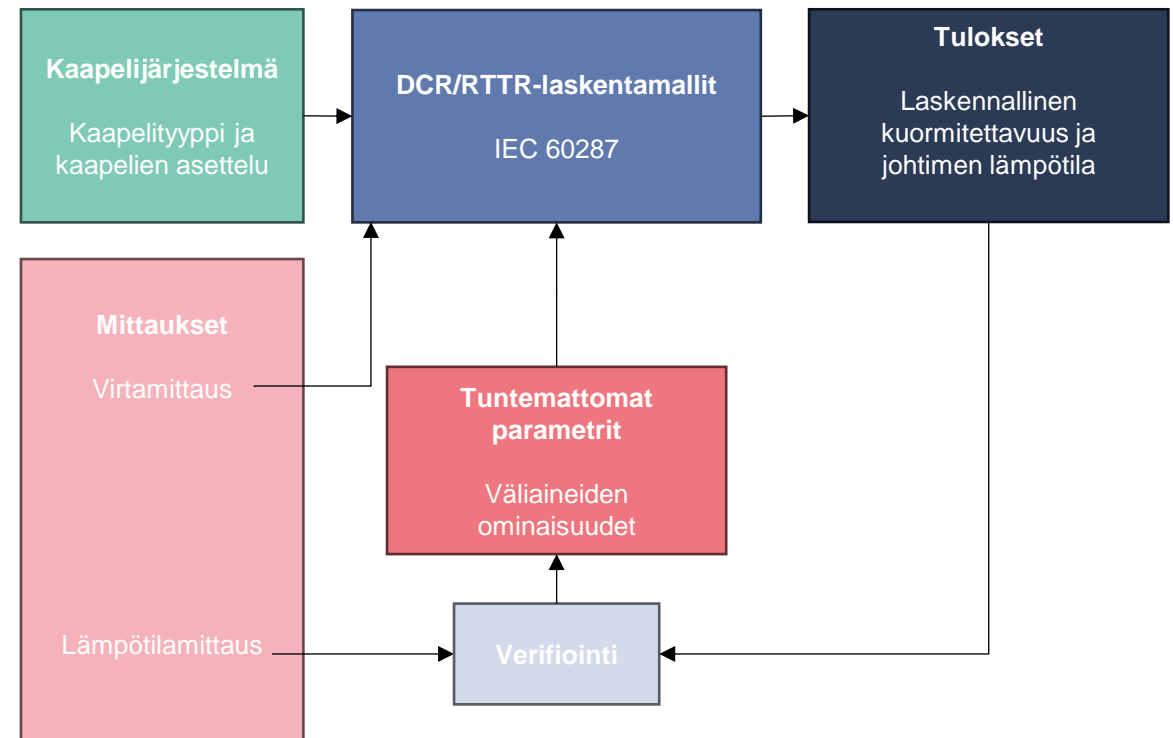 Kaapelijärjestelmä
Kaapelityyppi ja
kaapelien asettelu
DCR/RTTR-laskentamallit
IEC 60287
Tulokset
Laskennallinen
kuormitettavuus ja
johtimen lämpötila
Mittaukset
Virtamittaus
Lämpötilamittaus
Tuntemattomat
parametrit
Väliaineiden
ominaisuudet
Verifiointi